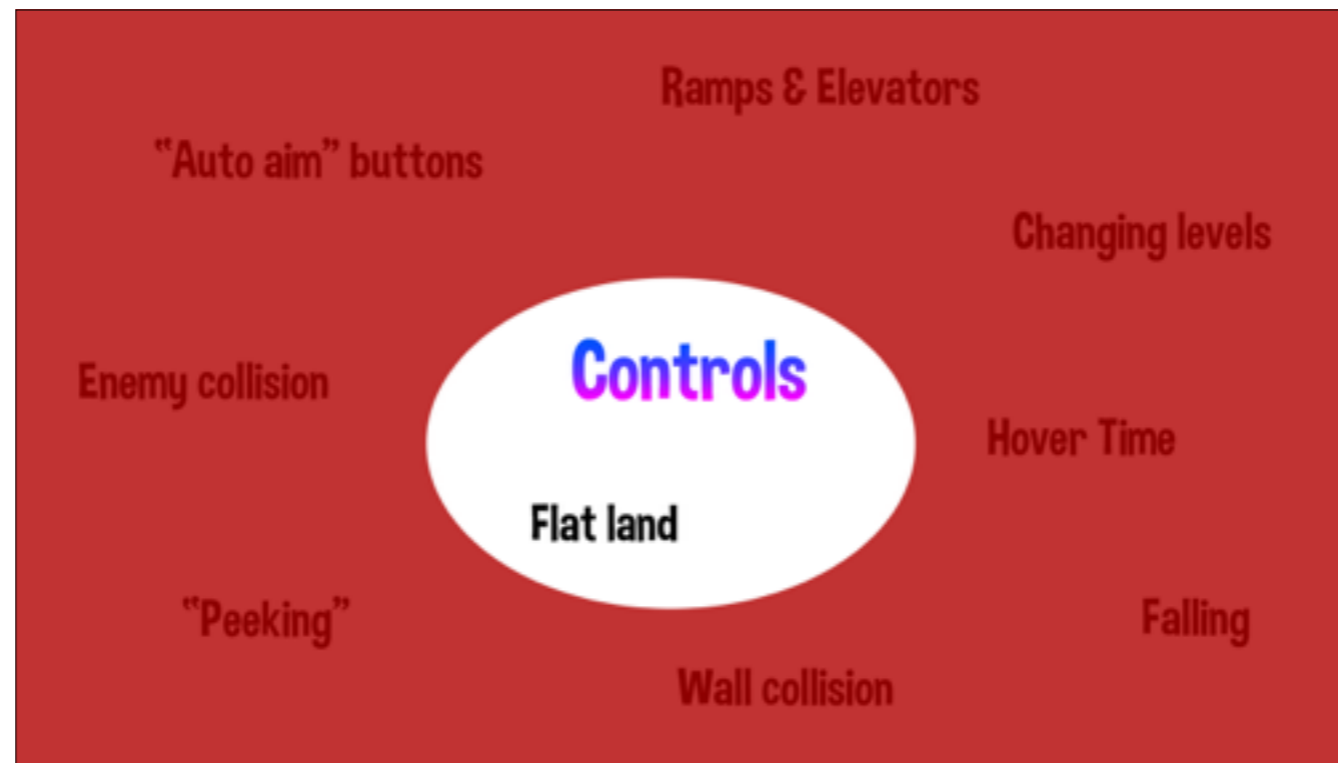 Ramps & Elevators
“Auto aim” buttons
Changing levels
Controls
Enemy collision
Hover Time
Flat land
“Peeking”
Falling
Wall collision